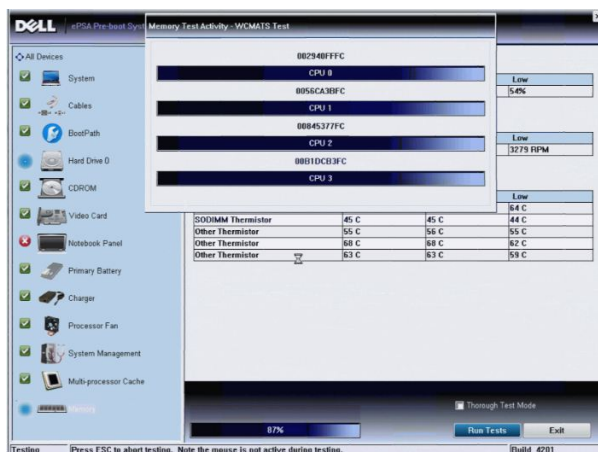 DELL ePSA Pre-boot Syst
Memory Test Activity - WCMATS Test
002940FFFC
CPU 0
0056CA3BFC
CPU 1
00845377FC
CPU 2
00B1DCB3FC
CPU 3
All Devices
System
Cables
BootPath
Hard Drive 0
CDROM
Video Card
Notebook Panel
Primary Battery
Charger
Processor Fan
System Management
Multi-processor Cache
Memory
Low
54%
Low
3279 RPM
Low
64 C
SODIMM Thermistor 45 C 45 C 44 C
Other Thermistor 55 C 56 C 55 C
Other Thermistor 68 C 68 C 62 C
Other Thermistor 63 C 63 C 59 C
Thorough Test Mode
87% Run Tests Exit
Testing Press ESC to abort testing. Note the mouse is not active during testing. Build 4201